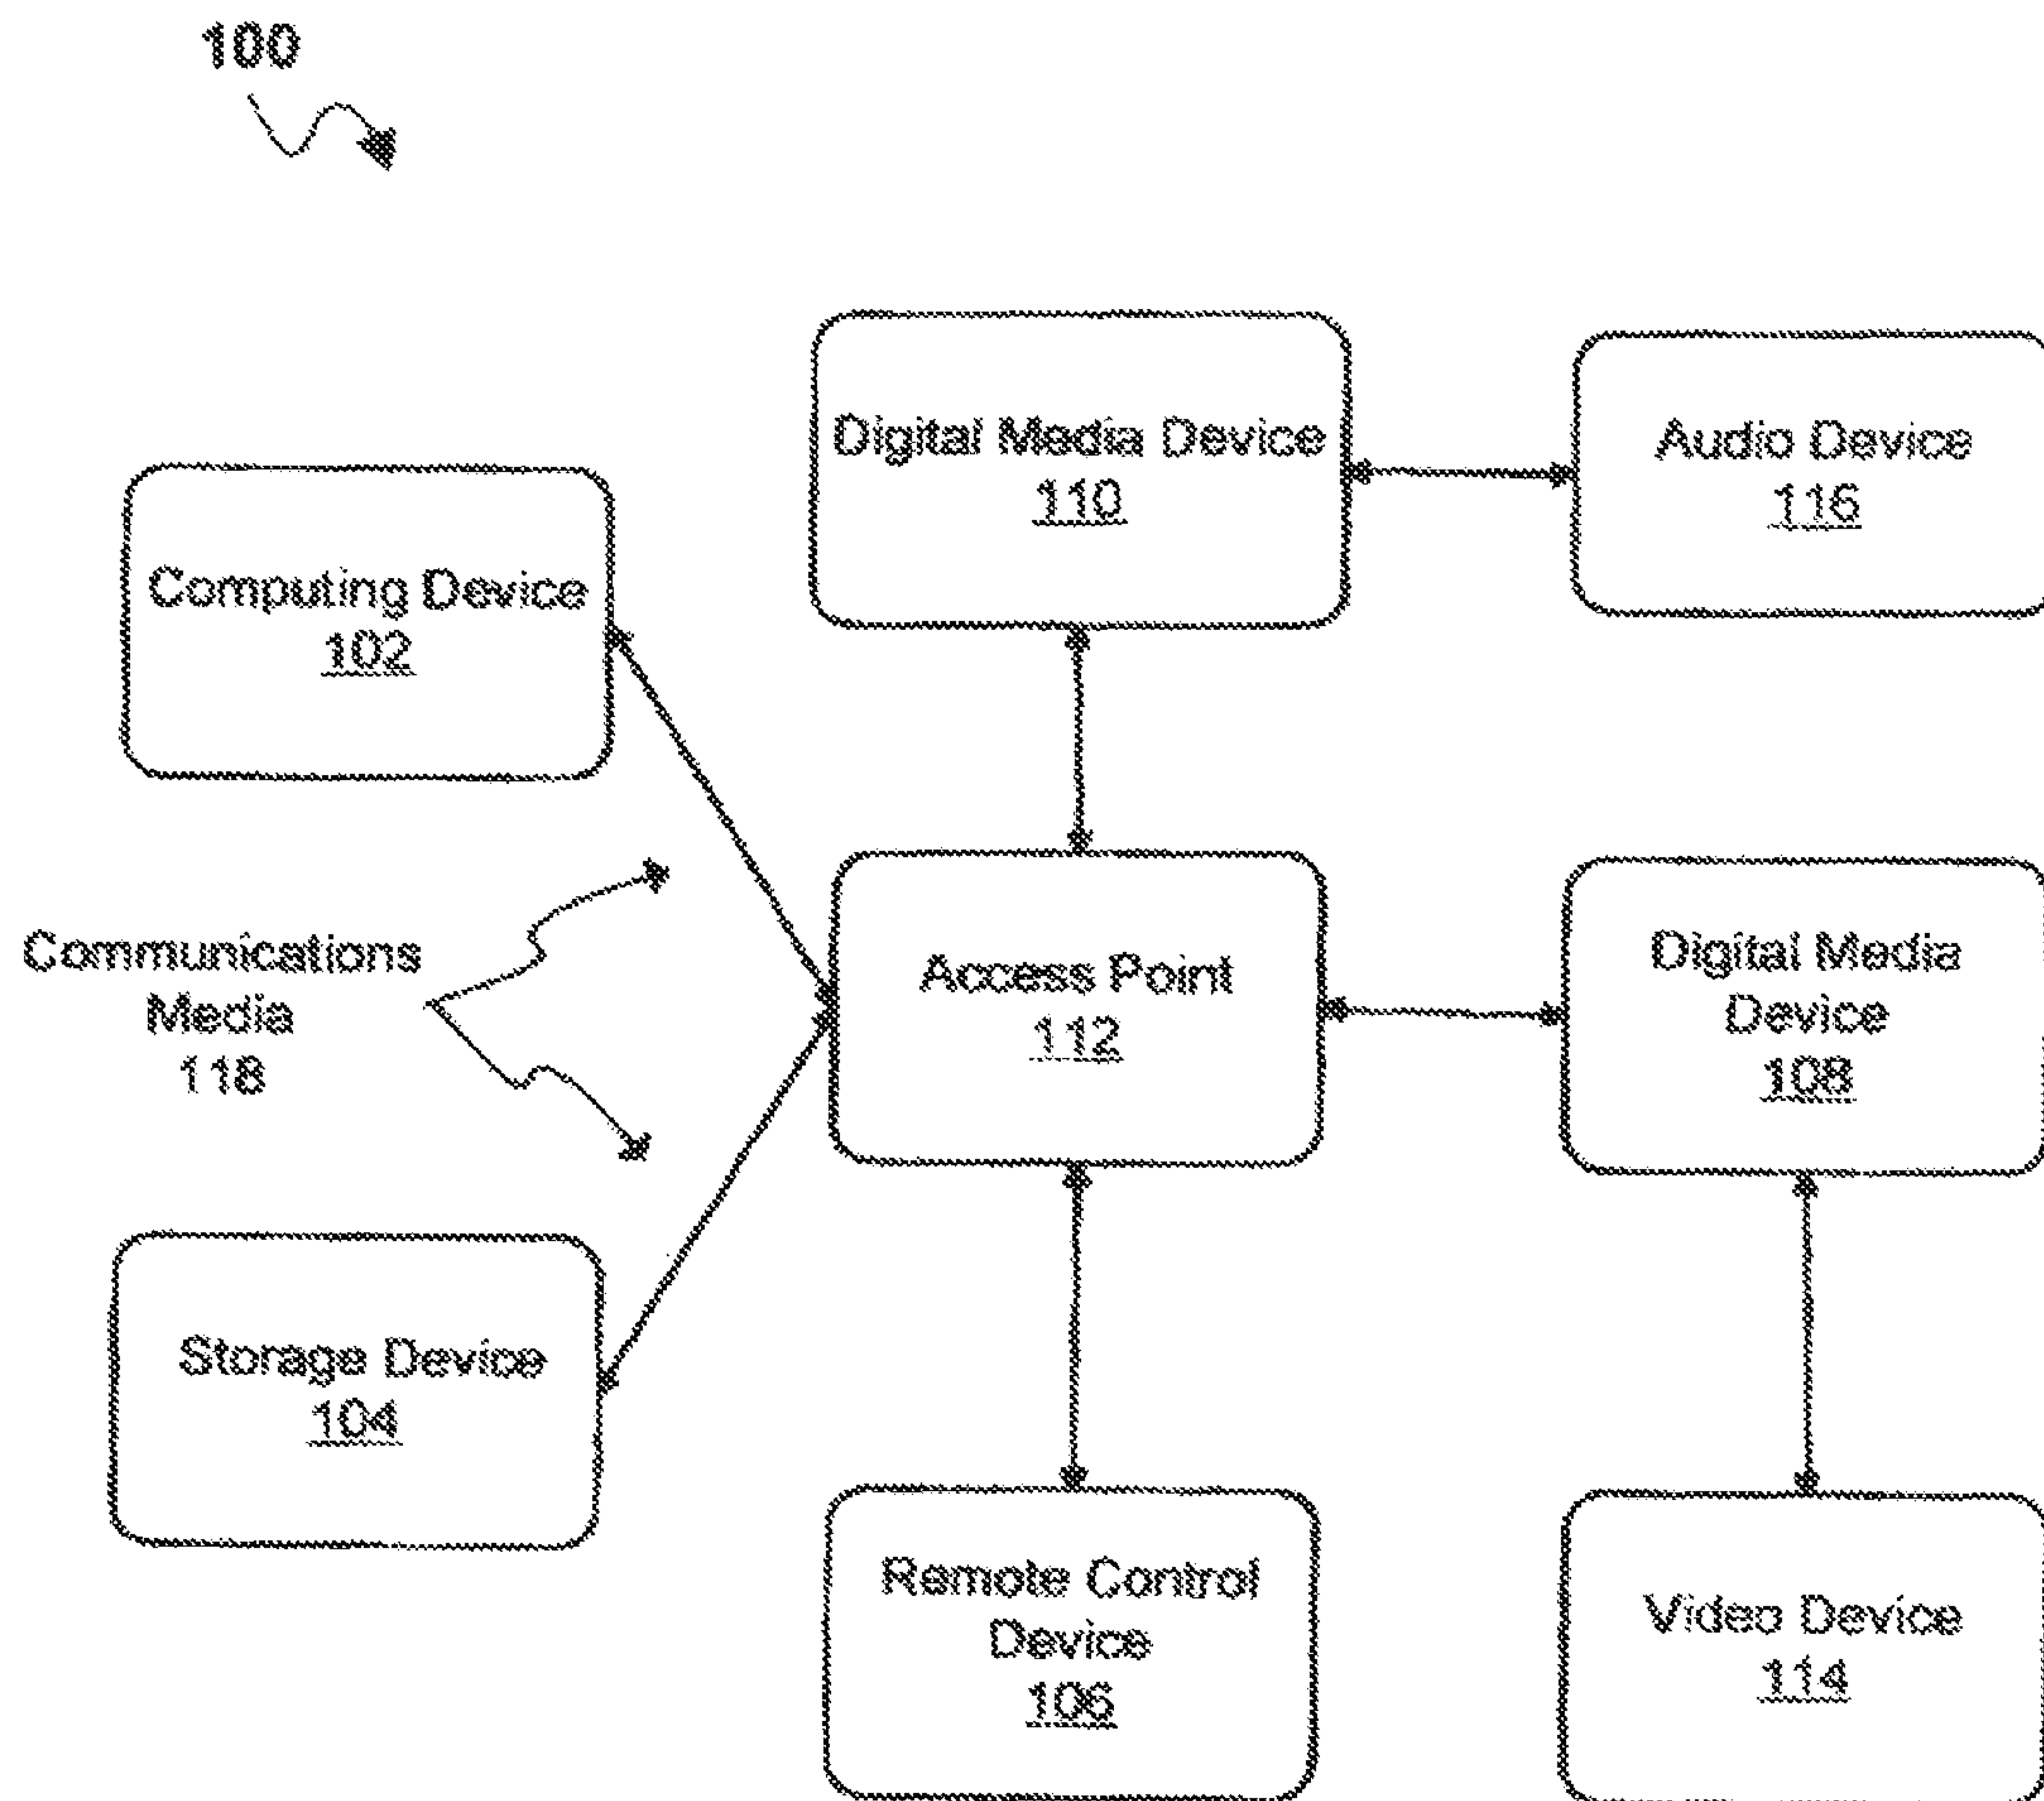 100
Digital Media Device
110
Audio Device
116
Computing Device
102
Communications
Media
118
Access Point
112
Digital Media
Device
108
Storage Device
104
Remote Control
Device
106
Video Device
114